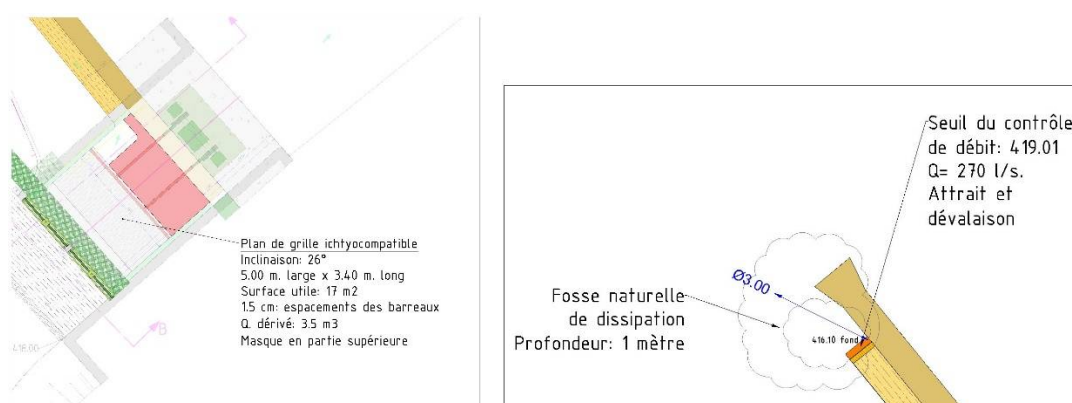 Plan de grille ichtyocompatible
Inclinaison: 26°
5.00 m. large x 3.40 m. long
Surface utile: 17 m2
1.5 cm: espacements des barreaux
Q. dérivé: 3.5 m3
Masque en partie supérieure
B
416.00
Seuil du contrôle
de débit: 419.01
Q= 270 l/s.
Attrait et
dévalaison
Ø3.00
Fosse naturelle
de dissipation
Profondeur: 1 mètre
416.10 fond